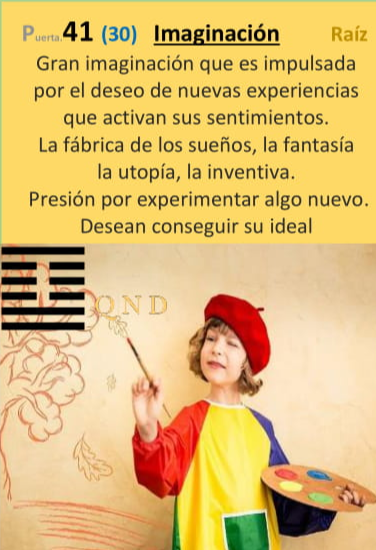 Puerta.41 (30) Imaginación Raíz
Gran imaginación que es impulsada
por el deseo de nuevas experiencias
que activan sus sentimientos.
La fábrica de los sueños, la fantasía
la utopía, la inventiva.
Presión por experimentar algo nuevo.
Desean conseguir su ideal
OND